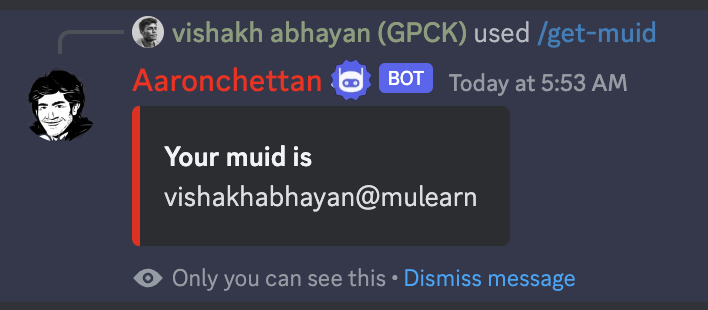 vishakh abhayan (GPCK) used /get-muid
Aaronchettan BOT Today at 5:53 AM
Your muid is
vishakhabhayan@mulearn
Only you can see this • Dismiss message